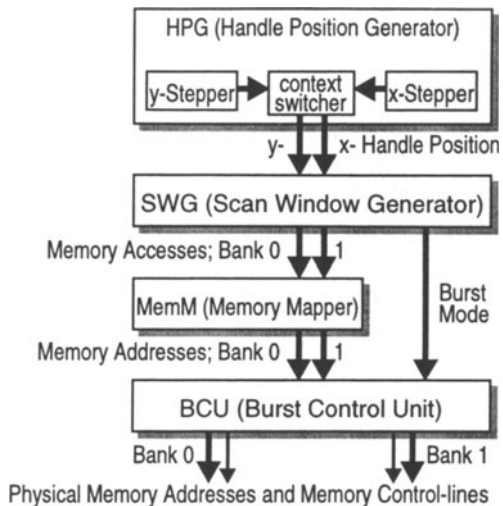 HPG (Handle Position Generator)
y-Stepper
context
switcher
x-Stepper
y-
x- Handle Position
SWG (Scan Window Generator)
Memory Accesses; Bank 0
1
MemM (Memory Mapper)
Burst
Mode
Memory Addresses; Bank 0
1
BCU (Burst Control Unit)
Bank 0
Bank 1
Physical Memory Addresses and Memory Control-lines